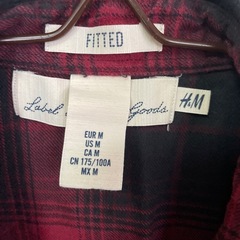 FITTED
Label Goods
H&M
EUR M
US M
CA M
CN 175/100A
MX M